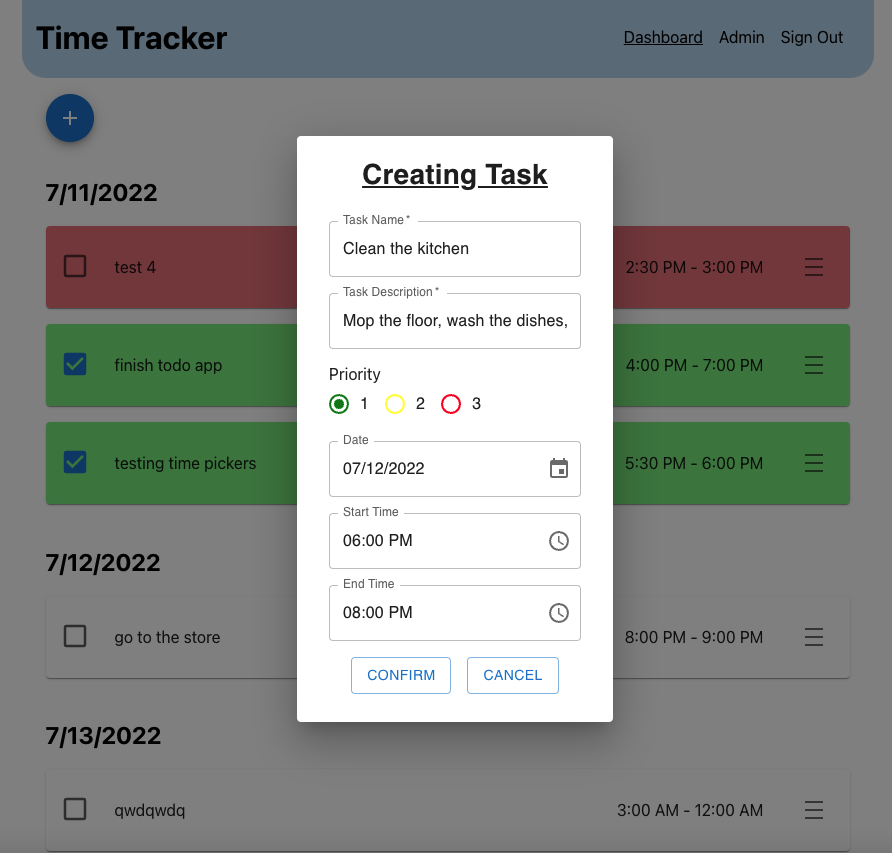 Time Tracker
Dashboard Admin Sign Out
+
Creating Task
7/11/2022
Task Name *
Clean the kitchen
test 4
2:30 PM - 3:00 PM
Task Description *
Mop the floor, wash the dishes,
finish todo app
4:00 PM - 7:00 PM
Priority
1 2 3
Date
07/12/2022
testing time pickers
5:30 PM - 6:00 PM
Start Time
06:00 PM
7/12/2022
End Time
08:00 PM
go to the store
8:00 PM - 9:00 PM
CONFIRM CANCEL
7/13/2022
qwdqwdq
3:00 AM - 12:00 AM